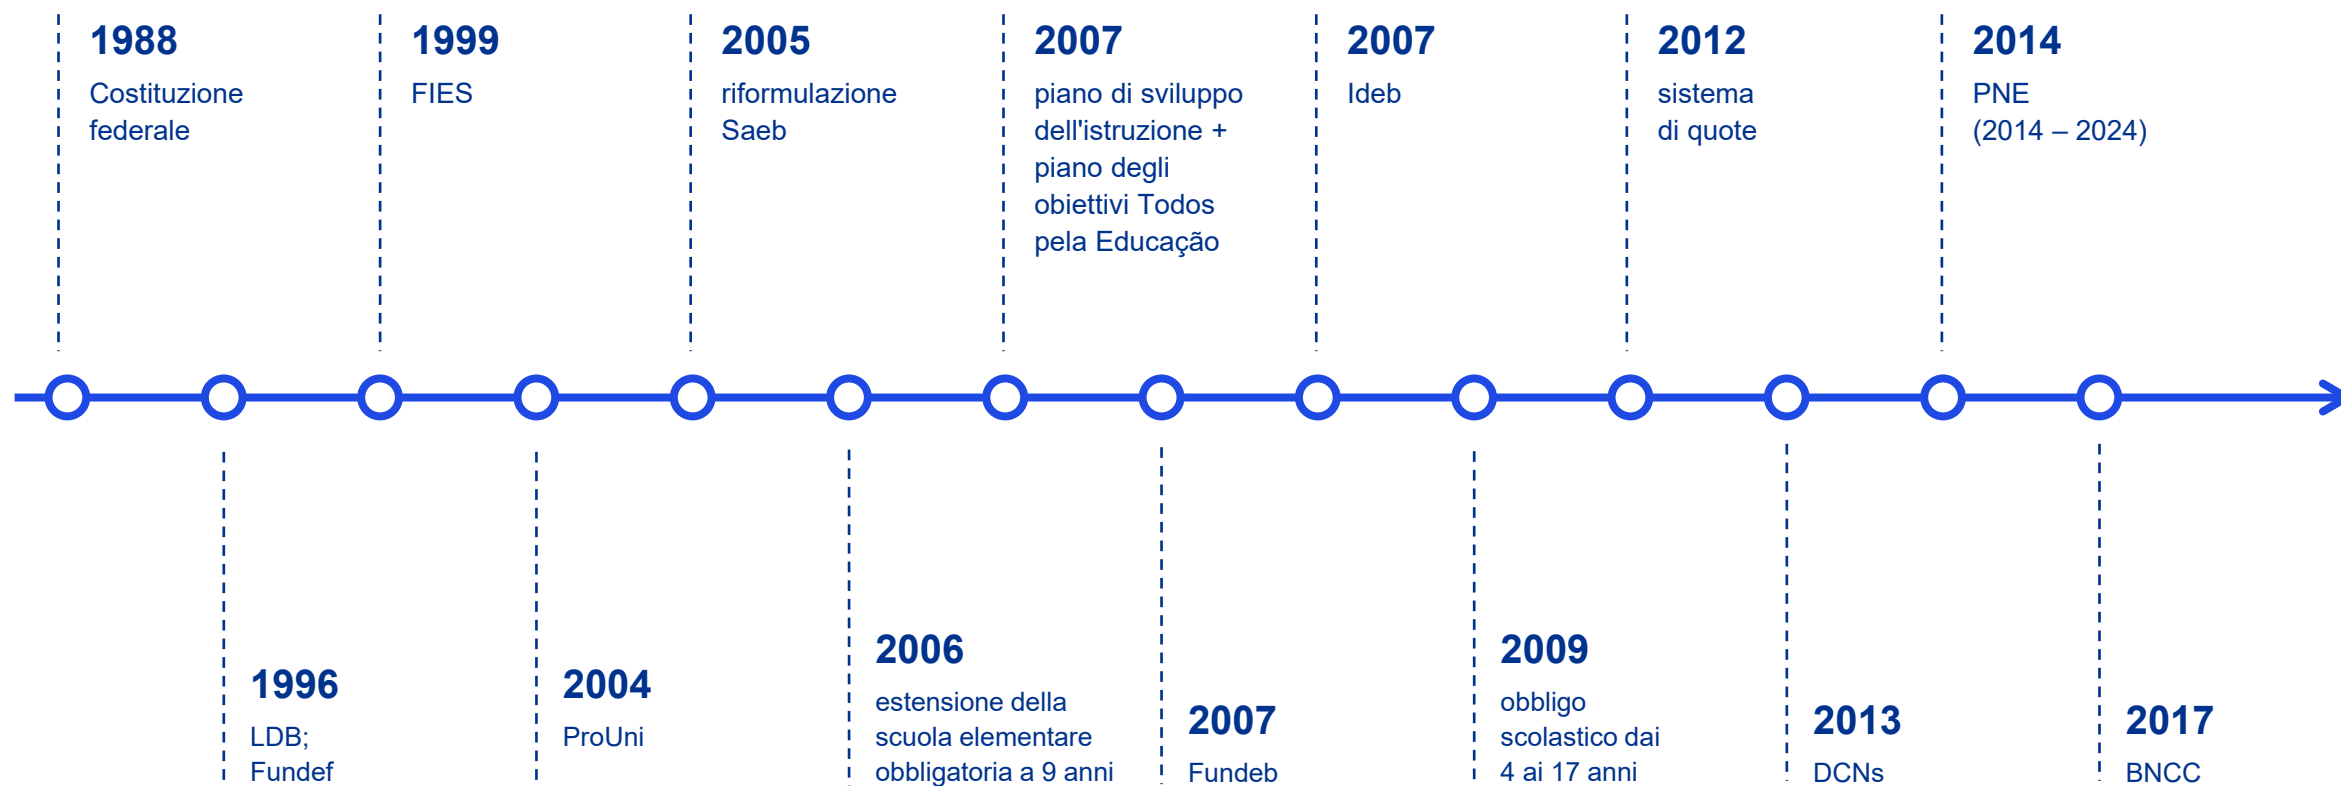 1988
Costituzione
federale
1999
FIES
2005
riformulazione
Saeb
2007
piano di sviluppo
dell'istruzione +
piano degli
obiettivi Todos
pela Educação
2007
Ideb
2012
sistema
di quote
2014
PNE
(2014 – 2024)
1996
LDB;
Fundef
2004
ProUni
2006
estensione della
scuola elementare
obbligatoria a 9 anni
2007
Fundeb
2009
obbligo
scolastico dai
4 ai 17 anni
2013
DCNs
2017
BNCC